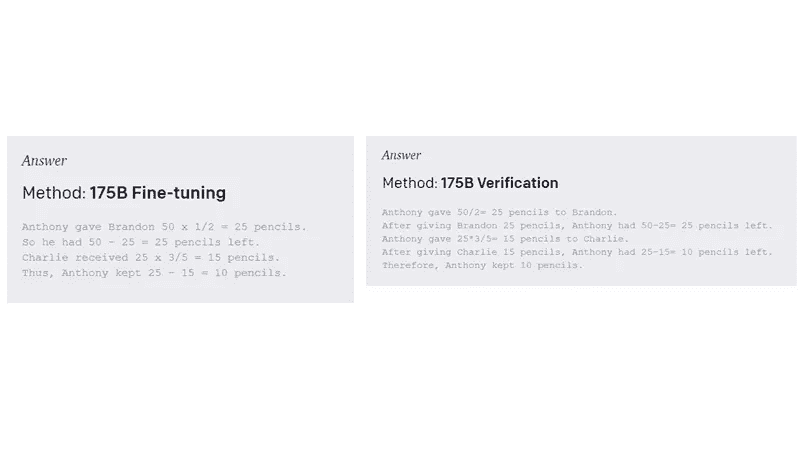 Answer
Method: 175B Fine-tuning
Anthony gave Brandon 50 x 1/2 = 25 pencils.
So he had 50 - 25 = 25 pencils left.
Charlie received 25 x 3/5 = 15 pencils.
Thus, Anthony kept 25 - 15 = 10 pencils.
Answer
Method: 175B Verification
Anthony gave 50/2= 25 pencils to Brandon.
After giving Brandon 25 pencils, Anthony had 50-25= 25 pencils left.
Anthony gave 25*3/5= 15 pencils to Charlie.
After giving Charlie 15 pencils, Anthony had 25-15= 10 pencils left.
Therefore, Anthony kept 10 pencils.